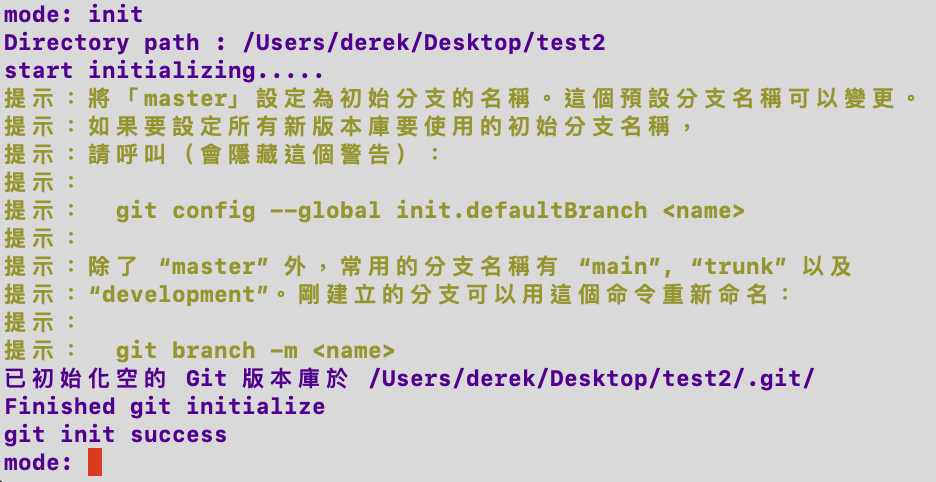 mode: init
Directory path : /Users/derek/Desktop/test2
start initializing.....
提示：將「master」設定為初始分支的名稱。這個預設分支名稱可以變更。
提示：如果要設定所有新版本庫要使用的初始分支名稱，
提示：請呼叫（會隱藏這個警告）：
提示：
提示：  git config --global init.defaultBranch <name>
提示：
提示：除了 “master” 外，常用的分支名稱有 “main”, “trunk” 以及
提示：“development”。剛建立的分支可以用這個命令重新命名：
提示：
提示：  git branch -m <name>
已初始化空的 Git 版本庫於 /Users/derek/Desktop/test2/.git/
Finished git initialize
git init success
mode: